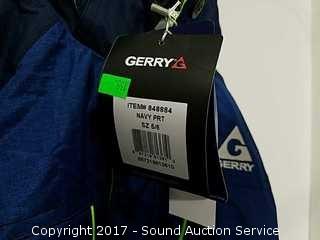 GERRY
ITEM# 848884
NAVY PRT
SZ 5/6
GERRY
Copyright 2017 - Sound Auction Service